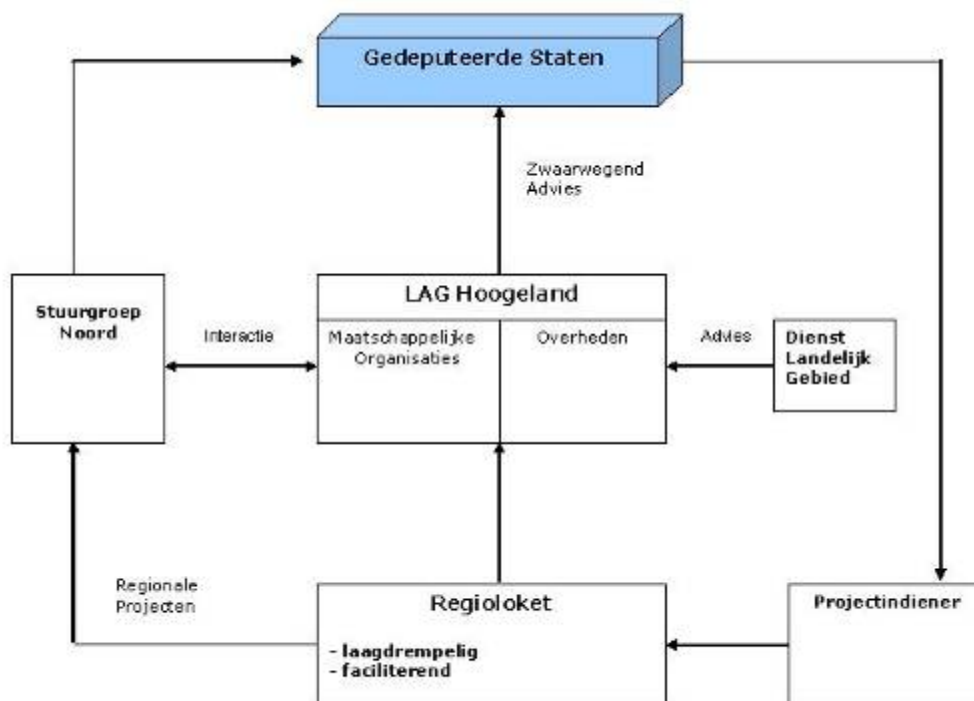 Gedeputeerde Staten
Zwaarwegend
Advies
Stuurgroep
Noord
Interactie
LAG Hoogeland
Maatschappelijke
Organisaties
Overheden
Advies
Dienst
Landelijk
Gebied
Regionale
Projecten
Regioloket
- laagdrempelig
- faciliterend
Projectindiener